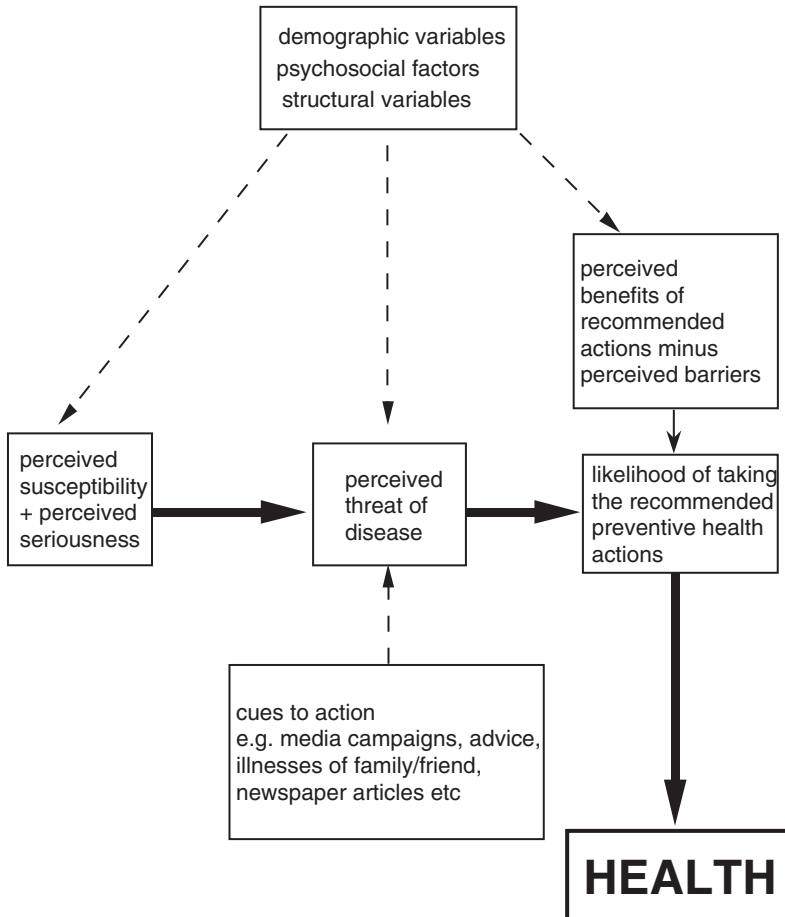 demographic variables
psychosocial factors
structural variables
perceived
benefits of
recommended
actions minus
perceived barriers
perceived
susceptibility
+ perceived
seriousness
perceived
threat of
disease
likelihood of taking
the recommended
preventive health
actions
cues to action
e.g. media campaigns, advice,
illnesses of family/friend,
newspaper articles etc
HEALTH